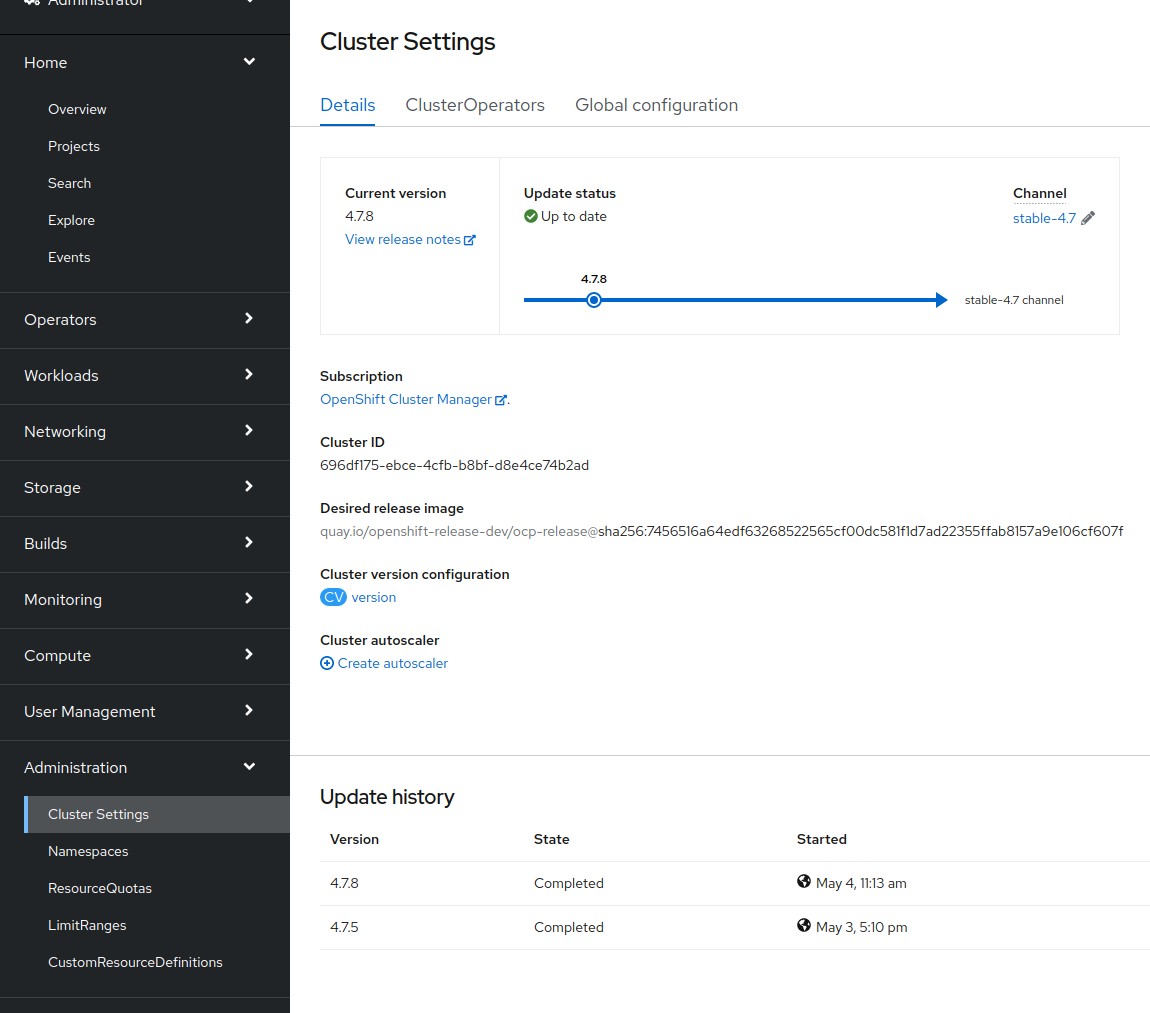 Administrator
Home
Overview
Projects
Search
Explore
Events
Operators
Workloads
Networking
Storage
Builds
Monitoring
Compute
User Management
Administration
Cluster Settings
Namespaces
ResourceQuotas
LimitRanges
CustomResourceDefinitions
Cluster Settings
Details ClusterOperators Global configuration
Current version
4.7.8
View release notes
Update status
Up to date
Channel
stable-4.7
4.7.8
stable-4.7 channel
Subscription
OpenShift Cluster Manager.
Cluster ID
696df175-ebce-4cfb-b8bf-d8e4ce74b2ad
Desired release image
quay.io/openshift-release-dev/ocp-release@sha256:7456516a64edf63268522565cf00dc581f1d7ad22355ffab8157a9e106cf607f
Cluster version configuration
CV version
Cluster autoscaler
Create autoscaler
Update history
Version State Started
4.7.8 Completed May 4, 11:13 am
4.7.5 Completed May 3, 5:10 pm